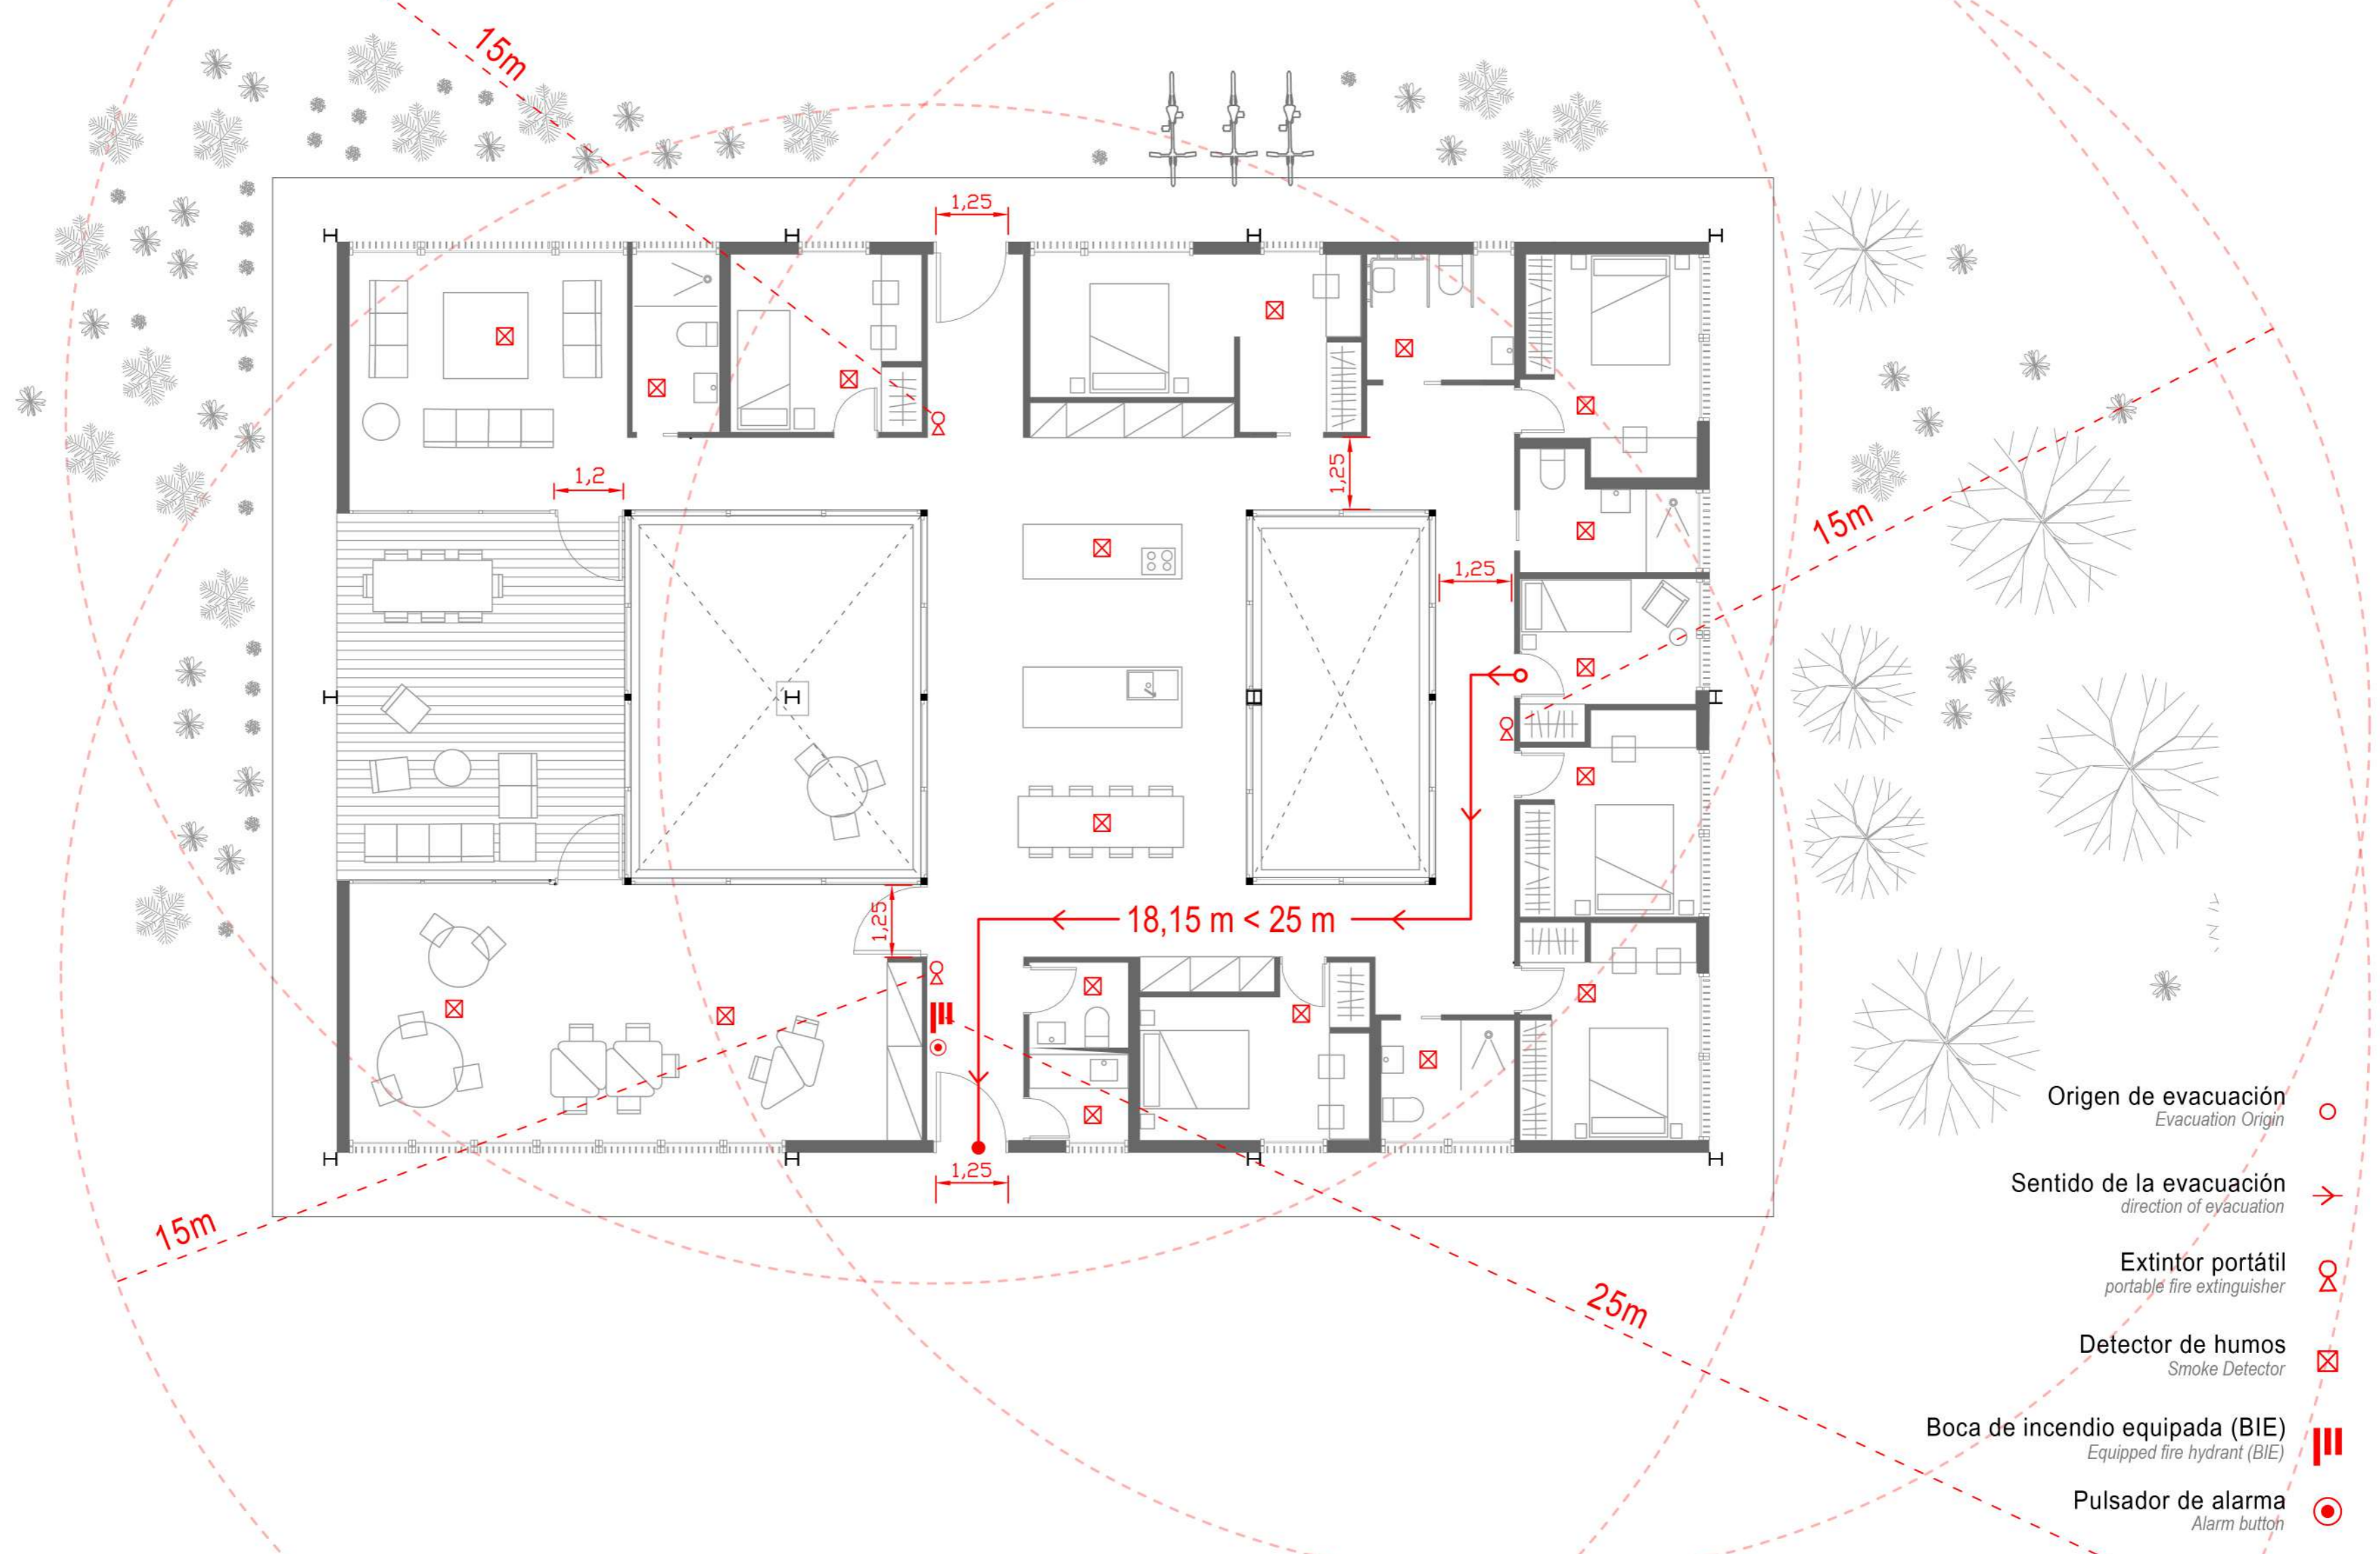 15m
1,25
1,2
1,25
15m
1,25
1,25
18,15 m < 25 m
1,25
15m
25m
Origen de evacuación
Evacuation Origin
Sentido de la evacuación
direction of evacuation
Extintor portátil
portable fire extinguisher
Detector de humos
Smoke Detector
Boca de incendio equipada (BIE)
Equipped fire hydrant (BIE)
Pulsador de alarma
Alarm button